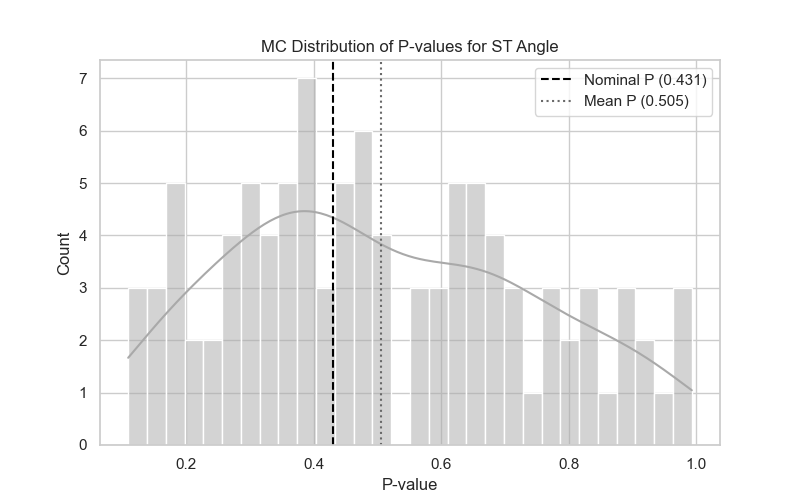 MC Distribution of P-values for ST Angle
Nominal P (0.431)
Mean P (0.505)
7
6
5
4
3
2
1
0
Count
0.2 0.4 0.6 0.8 1.0
P-value